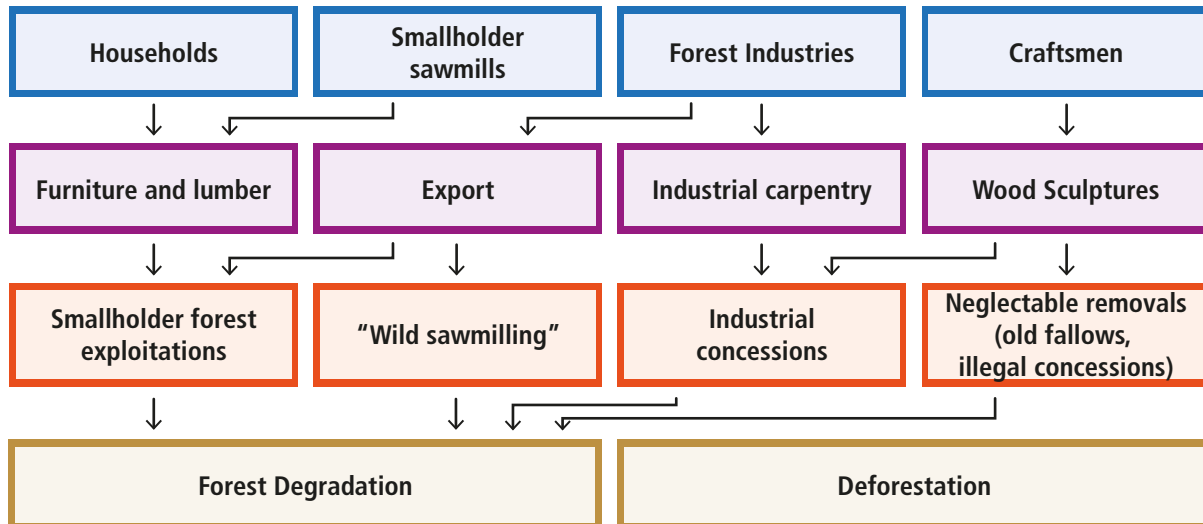 Households
Smallholder
sawmills
Forest Industries
Craftsmen
Furniture and lumber
Export
Industrial carpentry
Wood Sculptures
Smallholder forest
exploitations
“Wild sawmilling”
Industrial
concessions
Neglectable removals
(old fallows,
illegal concessions)
Forest Degradation
Deforestation